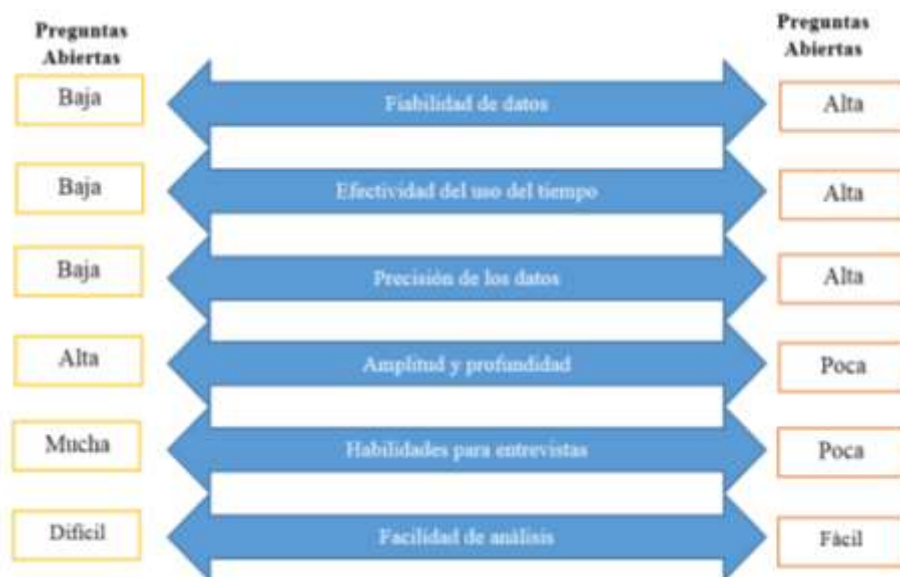 Preguntas
Abiertas
Preguntas
Abiertas
Baja
Fiabilidad de datos
Alta
Baja
Efectividad del uso del tiempo
Alta
Baja
Precisión de los datos
Alta
Alta
Amplitud y profundidad
Poca
Mucha
Habilidades para entrevistas
Poca
Difícil
Facilidad de análisis
Fácil